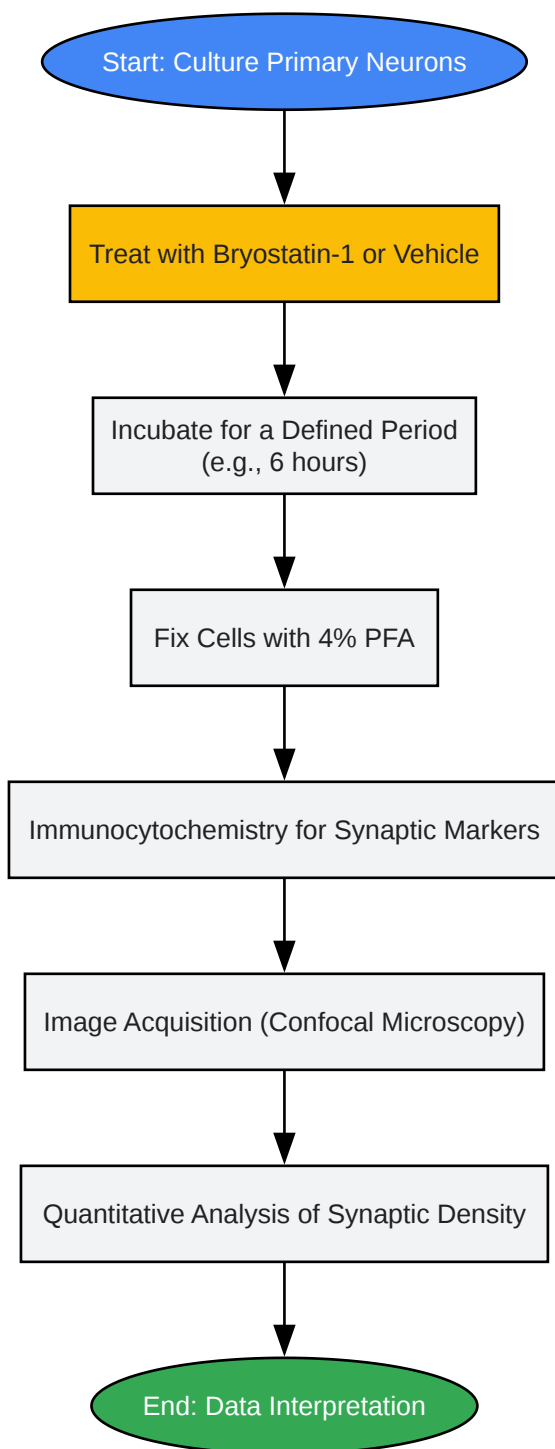 Start: Culture Primary Neurons
Treat with Bryostatin-1 or Vehicle
Incubate for a Defined Period
(e.g., 6 hours)
Fix Cells with 4% PFA
Immunocytochemistry for Synaptic Markers
Image Acquisition (Confocal Microscopy)
Quantitative Analysis of Synaptic Density
End: Data Interpretation